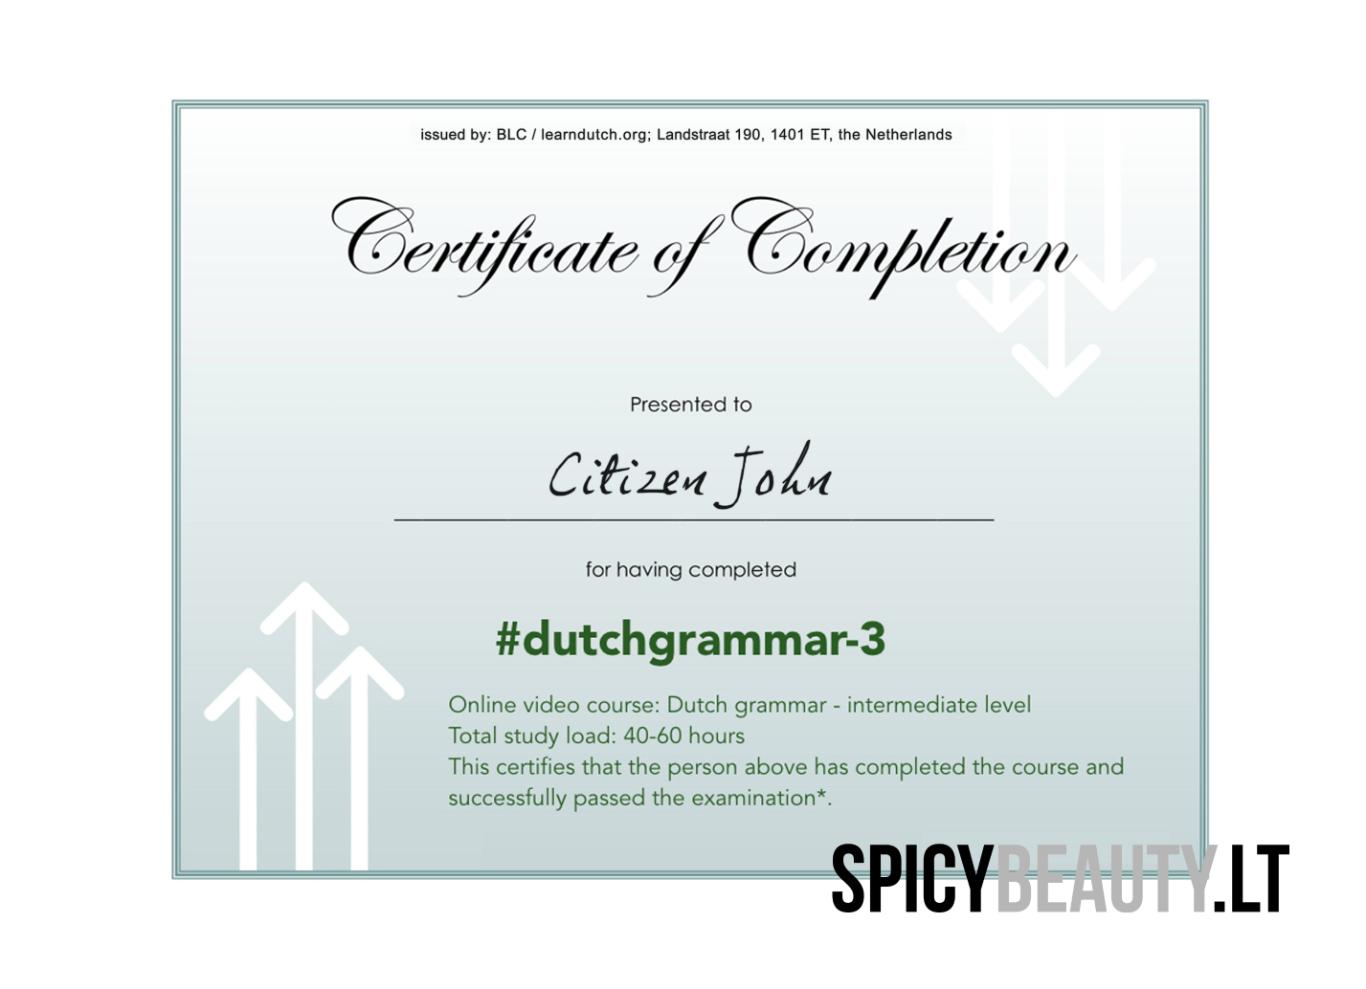 issued by: BLC / learndutch.org; Landstraat 190, 1401 ET, the Netherlands
Certificate of Completion
Presented to
Citizen John
for having completed
#dutchgrammar-3
Online video course: Dutch grammar - intermediate level
Total study load: 40-60 hours
This certifies that the person above has completed the course and
successfully passed the examination*.
SPICYBEAUTY.LT